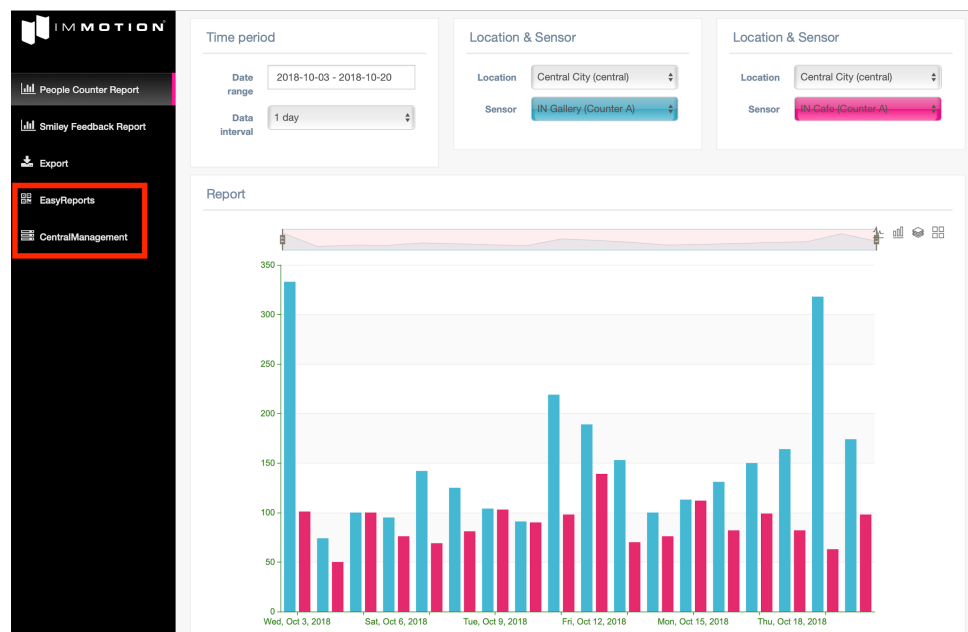 IMMOTION
People Counter Report
Smiley Feedback Report
Export
EasyReports
CentralManagement
Time period
Date range
2018-10-03 - 2018-10-20
Data interval
1 day
Location & Sensor
Location
Central City (central)
Sensor
IN Gallery (Counter A)
Location & Sensor
Location
Central City (central)
Sensor
IN Cafe (Counter A)
Report
350
300
250
200
150
100
50
0
Wed, Oct 3, 2018
Sat, Oct 6, 2018
Tue, Oct 9, 2018
Fri, Oct 12, 2018
Mon, Oct 15, 2018
Thu, Oct 18, 2018